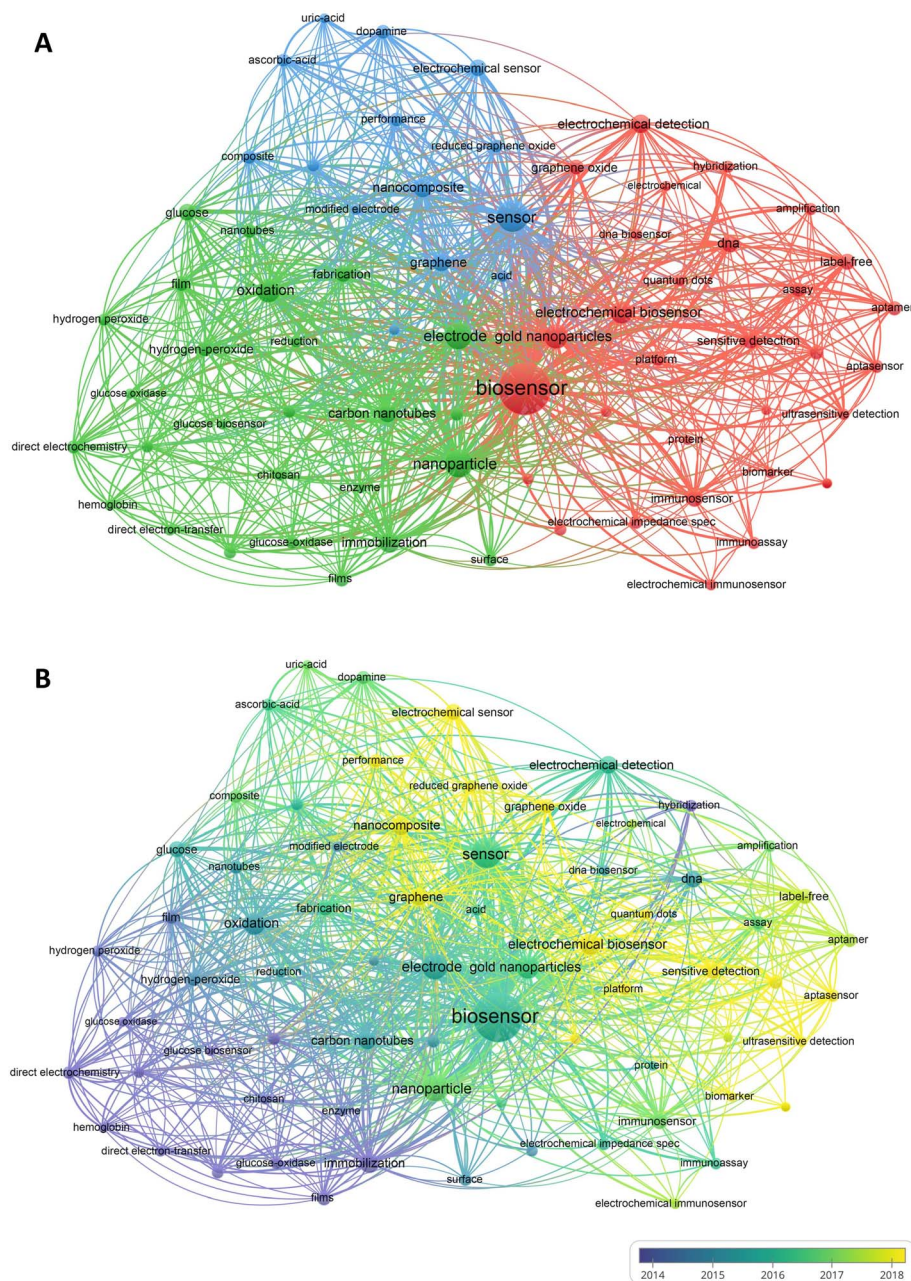 A
uric-acid
dopamine
ascorbic-acid
electrochemical sensor
performance
electrochemical detection
composite
reduced graphene oxide
graphene oxide
hybridization
nanocomposite
electrochemical
glucose
modified electrode
sensor
amplification
nanotubes
dna biosensor
dna
graphene
label-free
film
fabrication
acid
quantum dots
assay
oxidation
aptamer
hydrogen peroxide
electrochemical biosensor
electrode
gold nanoparticles
sensitive detection
hydrogen-peroxide
reduction
platform
aptasensor
biosensor
glucose oxidase
carbon nanotubes
ultrasensitive detection
glucose biosensor
direct electrochemistry
protein
nanoparticle
biomarker
chitosan
enzyme
immunosensor
hemoglobin
direct electron-transfer
electrochemical impedance spec
glucose-oxidase
immobilization
immunoassay
surface
films
electrochemical immunosensor
B
uric-acid
dopamine
ascorbic-acid
electrochemical sensor
performance
electrochemical detection
reduced graphene oxide
composite
graphene oxide
hybridization
nanocomposite
electrochemical
modified electrode
glucose
sensor
amplification
nanotubes
dna biosensor
dna
graphene
label-free
fabrication
acid
quantum dots
film
oxidation
assay
aptamer
hydrogen peroxide
electrochemical biosensor
electrode
gold nanoparticles
sensitive detection
reduction
hydrogen-peroxide
platform
aptasensor
biosensor
glucose oxidase
carbon nanotubes
ultrasensitive detection
glucose biosensor
direct electrochemistry
protein
nanoparticle
biomarker
chitosan
enzyme
immunosensor
hemoglobin
direct electron-transfer
electrochemical impedance spec
glucose-oxidase
immobilization
immunoassay
surface
films
electrochemical immunosensor
2014 2015 2016 2017 2018